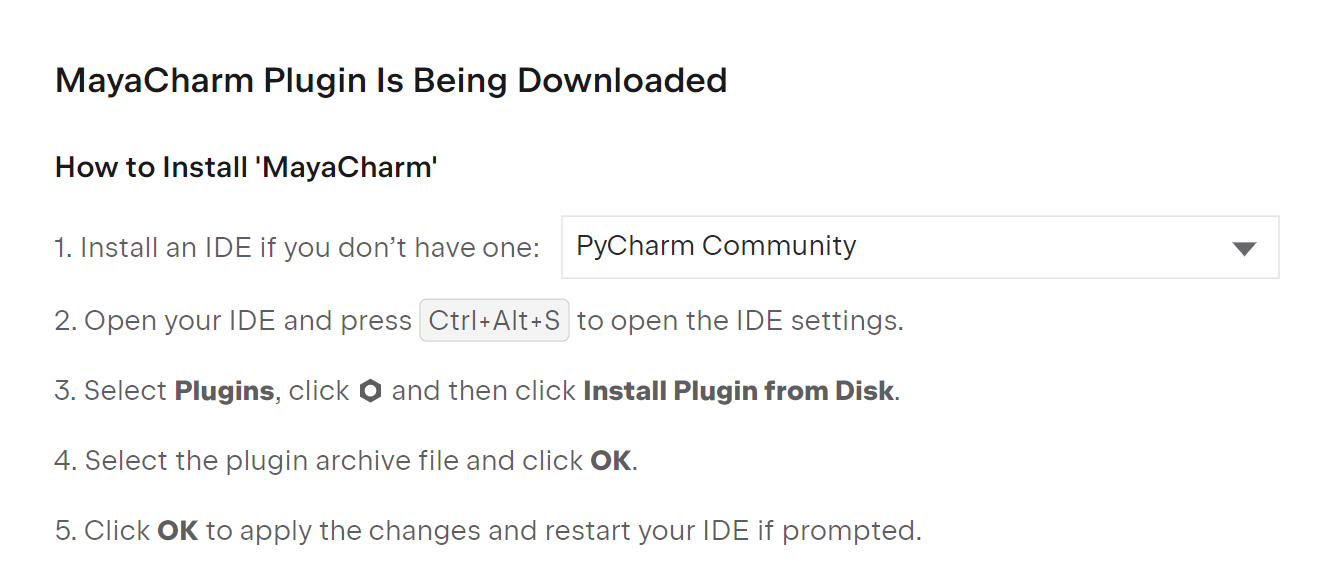 MayaCharm Plugin Is Being Downloaded
How to Install 'MayaCharm'
1. Install an IDE if you don’t have one: PyCharm Community
2. Open your IDE and press Ctrl+Alt+S to open the IDE settings.
3. Select Plugins, click and then click Install Plugin from Disk.
4. Select the plugin archive file and click OK.
5. Click OK to apply the changes and restart your IDE if prompted.